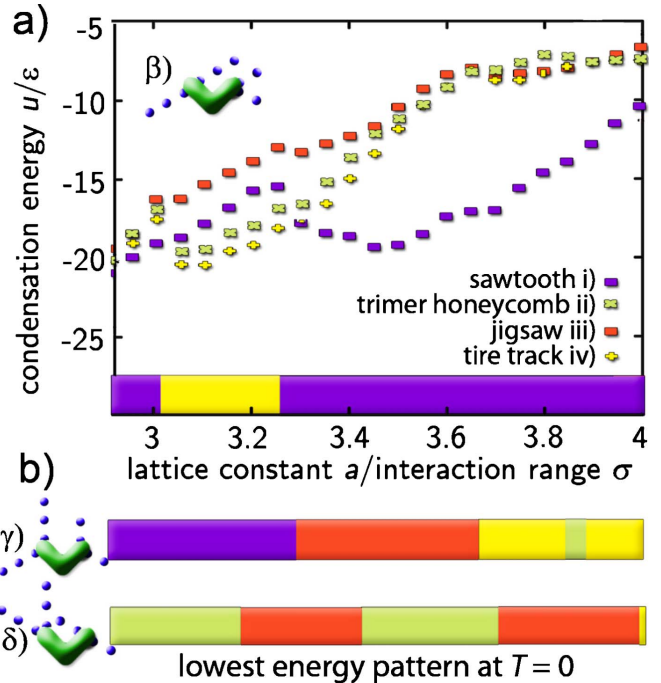 a)
condensation energy u/ε
-5
-10
-15
-20
-25
β)
sawtooth i)
trimer honeycomb ii)
jigsaw iii)
tire track iv)
3 3.2 3.4 3.6 3.8 4
lattice constant a/interaction range σ
b)
γ)
δ)
lowest energy pattern at T = 0